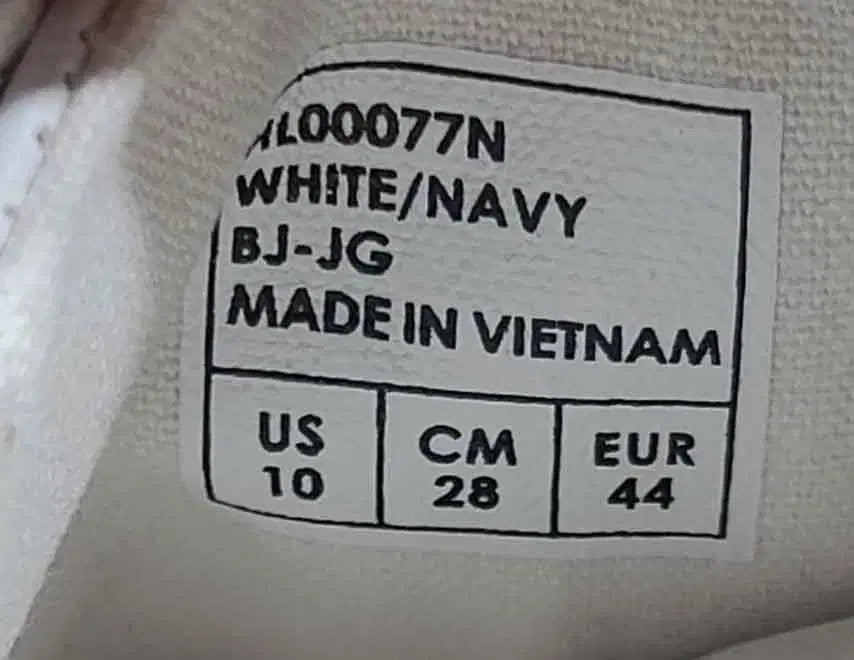 L00077N
WHITE/NAVY
BJ-JG
MADE IN VIETNAM
US CM EUR
10 28 44